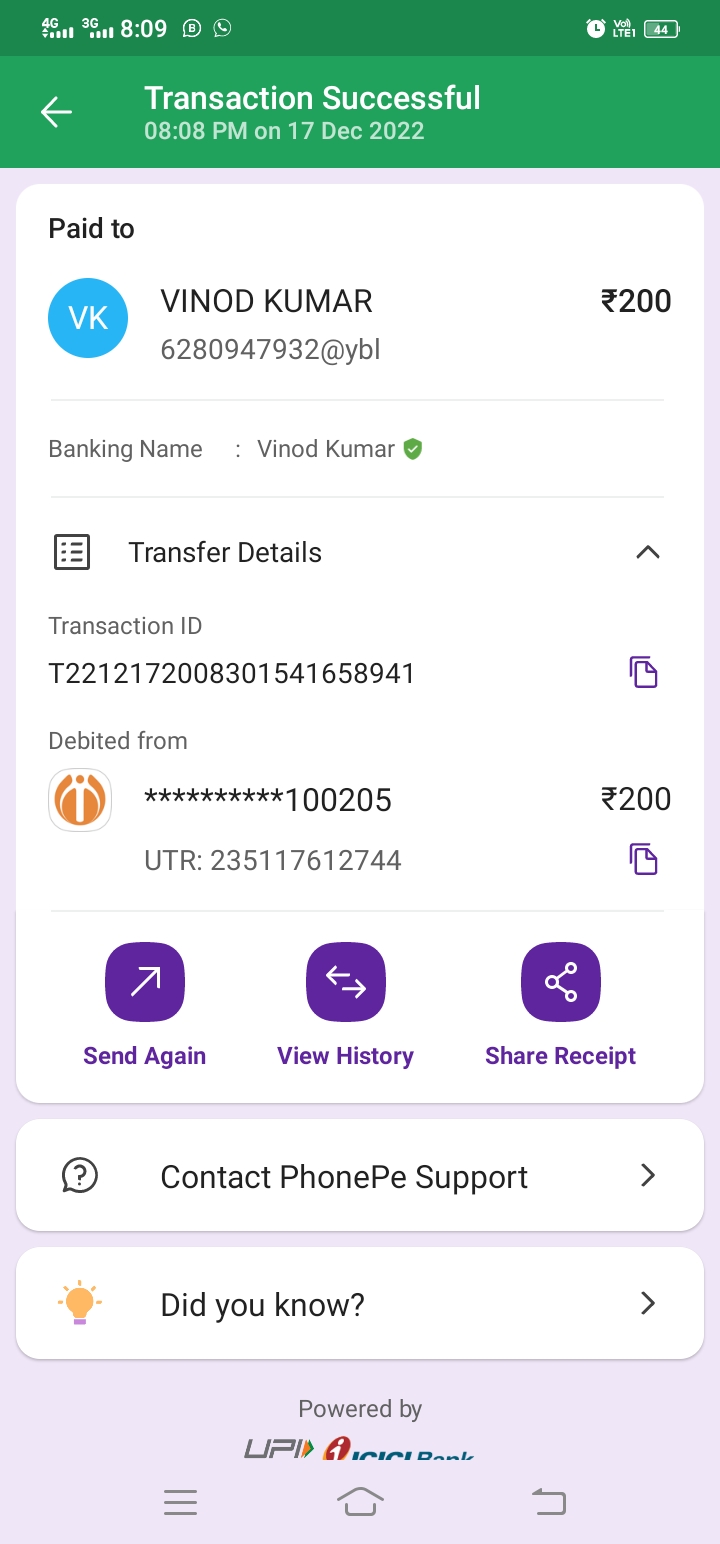 4G 3G 8:09 B Vo) LTE1 44
Transaction Successful
08:08 PM on 17 Dec 2022
Paid to
VK VINOD KUMAR ₹200
6280947932@ybl
Banking Name : Vinod Kumar
Transfer Details
Transaction ID
T2212172008301541658941
Debited from
**********100205 ₹200
UTR: 235117612744
Send Again View History Share Receipt
Contact PhonePe Support
Did you know?
Powered by
UPI ICICI Bank